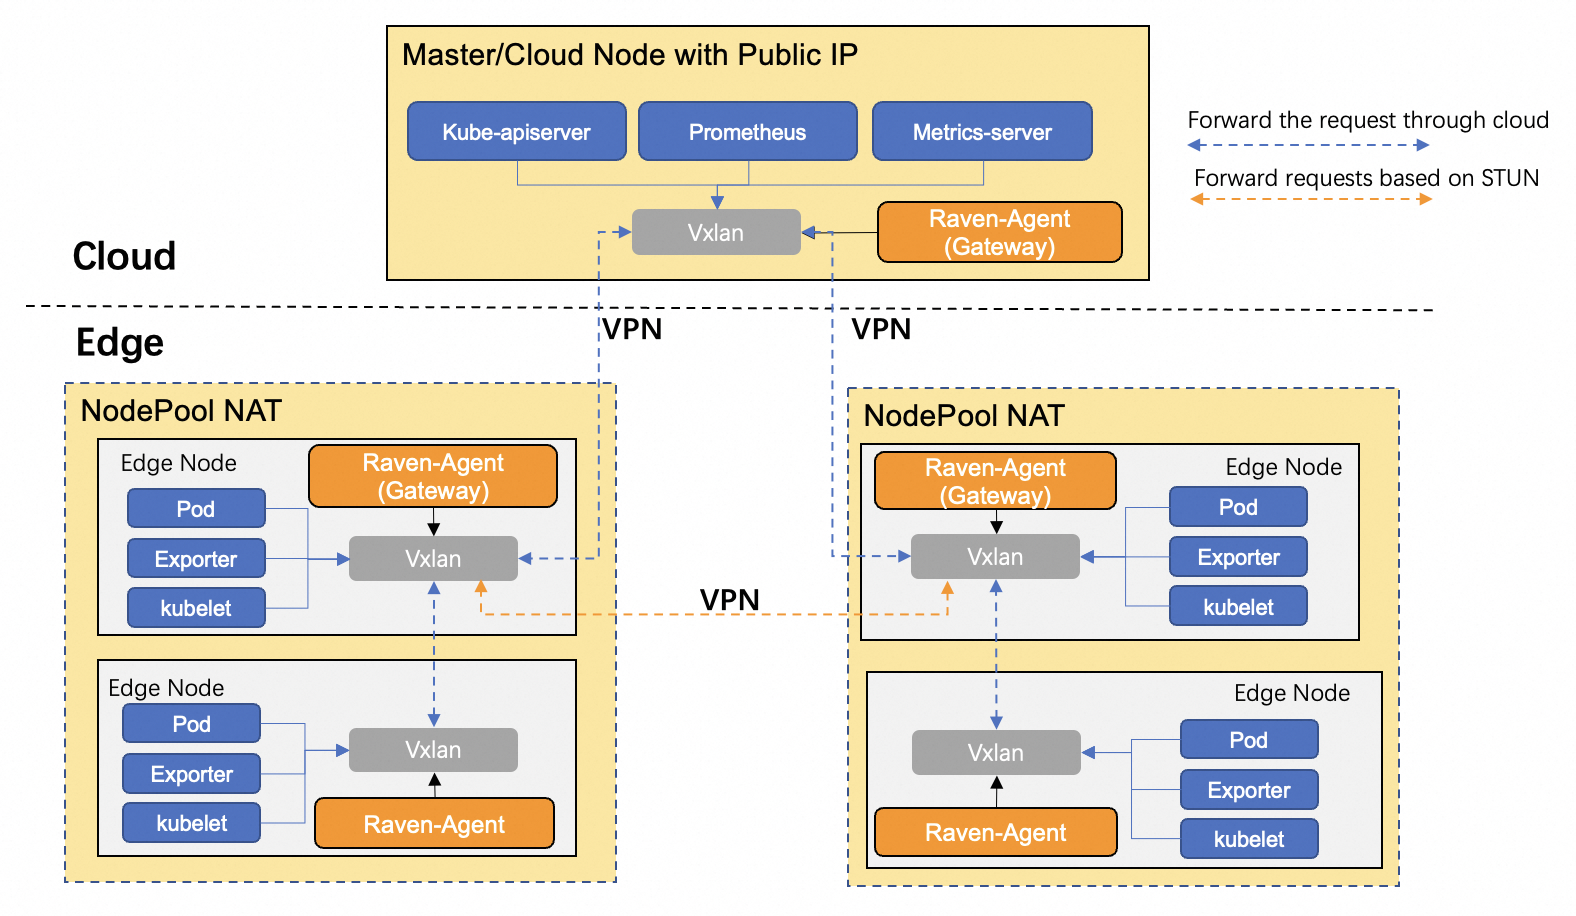 Master/Cloud Node with Public IP
Kube-apiserver
Prometheus
Metrics-server
Vxlan
Raven-Agent
(Gateway)
Forward the request through cloud
Forward requests based on STUN
Cloud
Edge
VPN
VPN
NodePool NAT
Edge Node
Raven-Agent
(Gateway)
Pod
Exporter
kubelet
Vxlan
Edge Node
Pod
Exporter
kubelet
Vxlan
Raven-Agent
VPN
NodePool NAT
Raven-Agent
(Gateway)
Edge Node
Vxlan
Pod
Exporter
kubelet
Edge Node
Vxlan
Raven-Agent
Pod
Exporter
kubelet